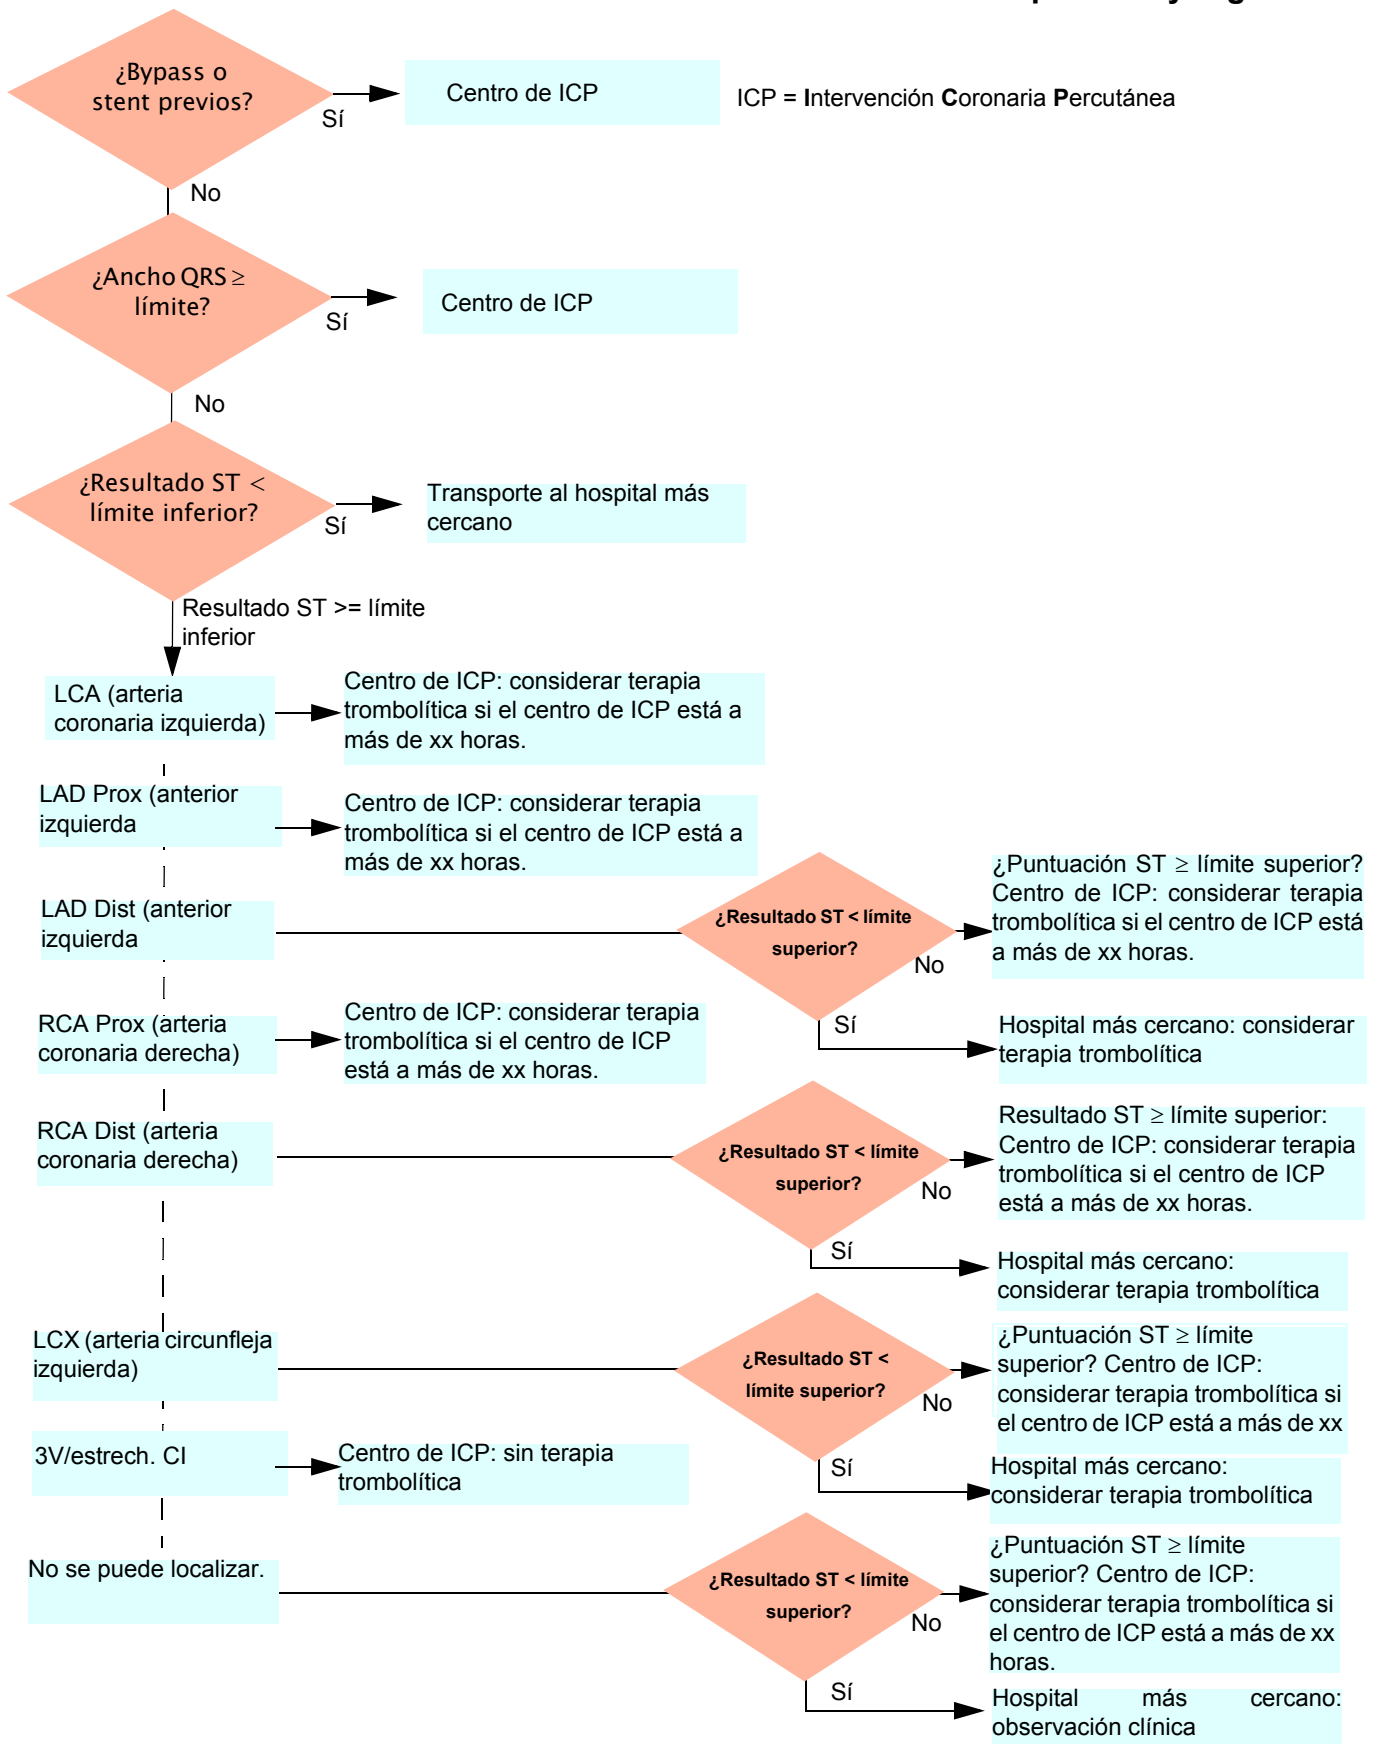 ¿Bypass o
stent previos?
Sí
Centro de ICP
ICP = Intervención Coronaria Percutánea
No
¿Ancho QRS ≥
límite?
Sí
Centro de ICP
No
¿Resultado ST <
límite inferior?
Sí
Transporte al hospital más
cercano
Resultado ST >= límite
inferior
LCA (arteria
coronaria izquierda)
Centro de ICP: considerar terapia
trombolítica si el centro de ICP está a
más de xx horas.
LAD Prox (anterior
izquierda
Centro de ICP: considerar terapia
trombolítica si el centro de ICP está a
más de xx horas.
LAD Dist (anterior
izquierda
¿Resultado ST < límite
superior?
No
¿Puntuación ST ≥ límite superior?
Centro de ICP: considerar terapia
trombolítica si el centro de ICP está
a más de xx horas.
Sí
Hospital más cercano: considerar
terapia trombolítica
RCA Prox (arteria
coronaria derecha)
Centro de ICP: considerar terapia
trombolítica si el centro de ICP
está a más de xx horas.
RCA Dist (arteria
coronaria derecha)
¿Resultado ST < límite
superior?
No
Resultado ST ≥ límite superior:
Centro de ICP: considerar terapia
trombolítica si el centro de ICP
está a más de xx horas.
Sí
Hospital más cercano:
considerar terapia trombolítica
LCX (arteria circunfleja
izquierda)
¿Resultado ST <
límite superior?
No
¿Puntuación ST ≥ límite
superior? Centro de ICP:
considerar terapia trombolítica si
el centro de ICP está a más de xx
Sí
Hospital más cercano:
considerar terapia trombolítica
3V/estrech. CI
Centro de ICP: sin terapia
trombolítica
No se puede localizar.
¿Resultado ST < límite
superior?
No
¿Puntuación ST ≥ límite
superior? Centro de ICP:
considerar terapia trombolítica si
el centro de ICP está a más de xx
horas.
Sí
Hospital más cercano:
observación clínica